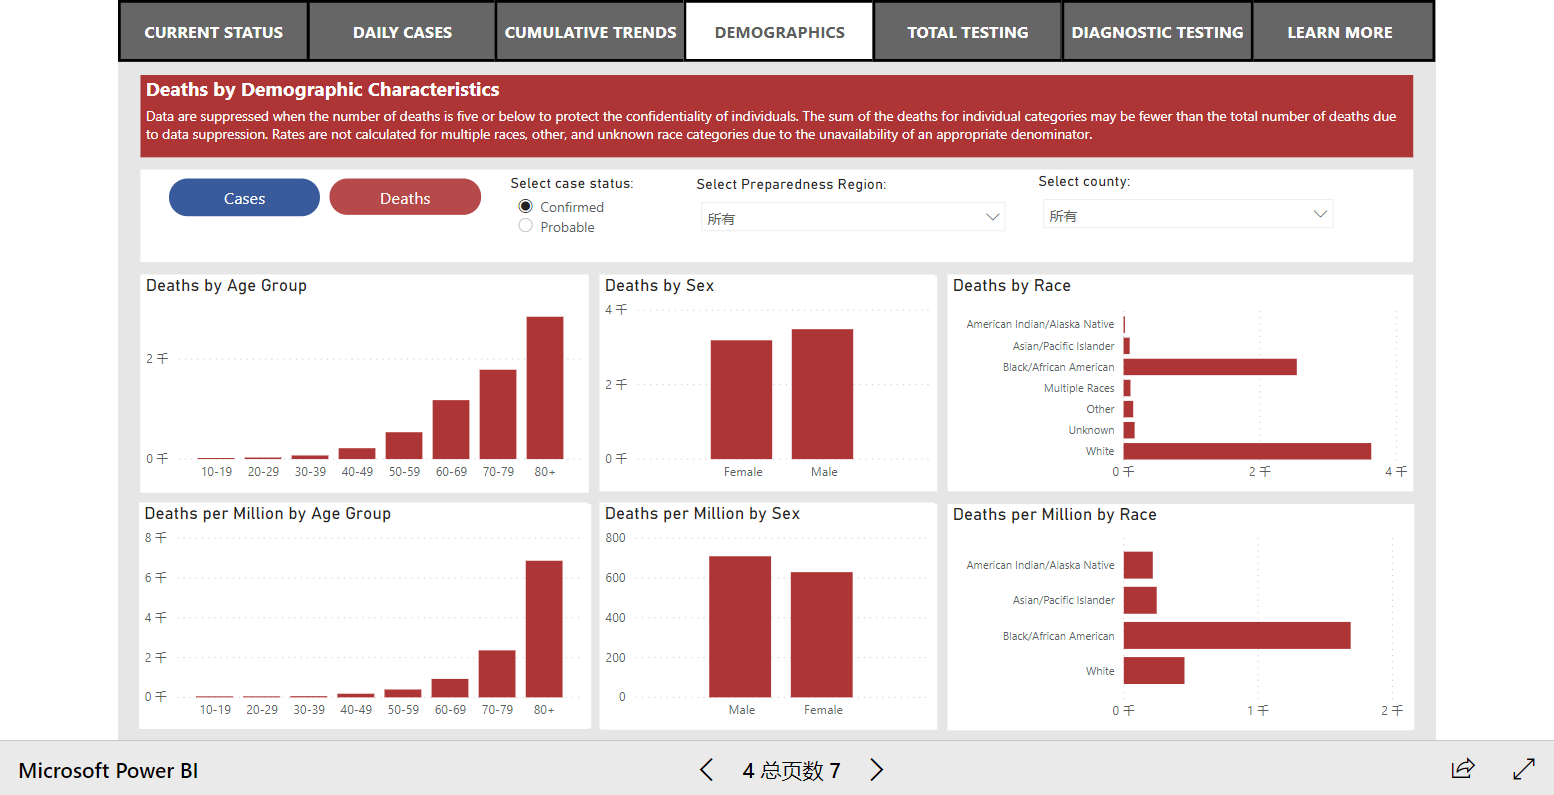 CURRENT STATUS
DAILY CASES
CUMULATIVE TRENDS
DEMOGRAPHICS
TOTAL TESTING
DIAGNOSTIC TESTING
LEARN MORE
Deaths by Demographic Characteristics
Data are suppressed when the number of deaths is five or below to protect the confidentiality of individuals. The sum of the deaths for individual categories may be fewer than the total number of deaths due
to data suppression. Rates are not calculated for multiple races, other, and unknown race categories due to the unavailability of an appropriate denominator.
Cases
Deaths
Select case status:
Confirmed
Probable
Select Preparedness Region:
所有
Select county:
所有
Deaths by Age Group
2 千
0 千
10-19 20-29 30-39 40-49 50-59 60-69 70-79 80+
Deaths by Sex
4 千
2 千
0 千
Female Male
Deaths by Race
American Indian/Alaska Native
Asian/Pacific Islander
Black/African American
Multiple Races
Other
Unknown
White
0 千 2 千 4 千
Deaths per Million by Age Group
8 千
6 千
4 千
2 千
0 千
10-19 20-29 30-39 40-49 50-59 60-69 70-79 80+
Deaths per Million by Sex
800
600
400
200
0
Male Female
Deaths per Million by Race
American Indian/Alaska Native
Asian/Pacific Islander
Black/African American
White
0 千 1 千 2 千
Microsoft Power BI
4 总页数 7